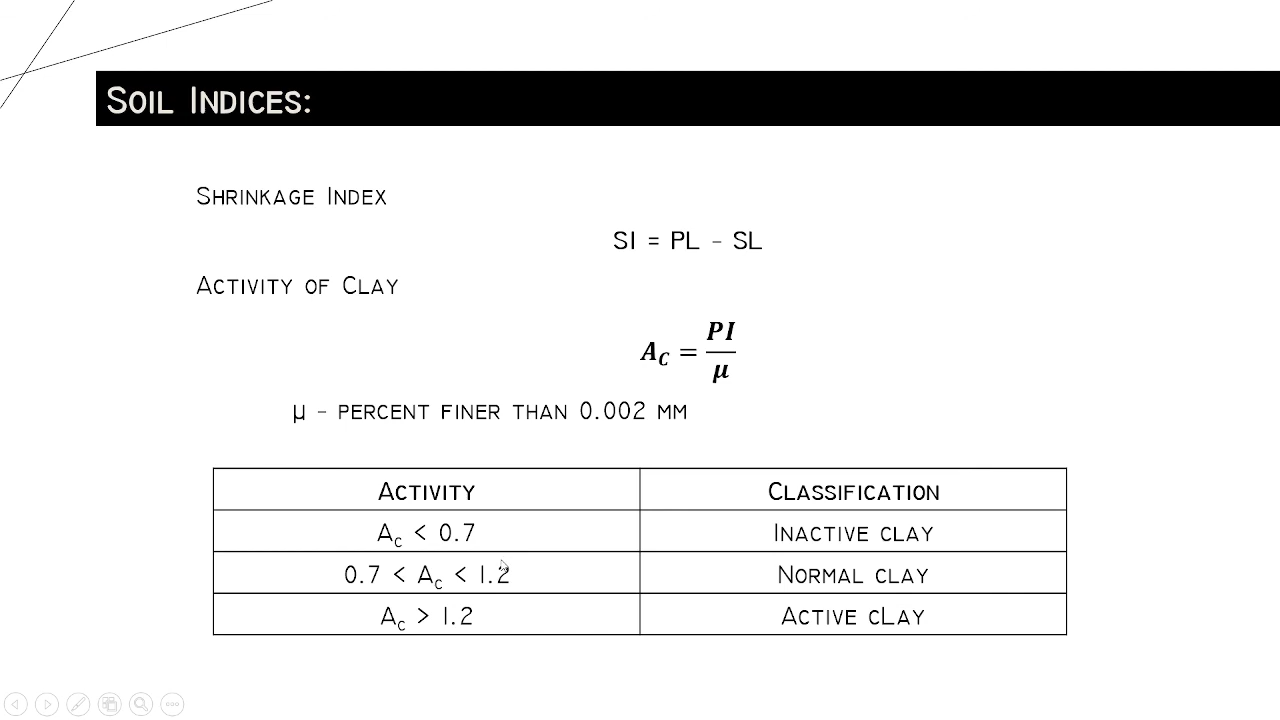 Soil Indices:
Shrinkage Index
SI = PL - SL
Activity of Clay
A_C = PI/μ
μ - percent finer than 0.002 mm
Activity Classification
A_c < 0.7 Inactive clay
0.7 < A_c < 1.2 Normal clay
A_c > 1.2 Active clay